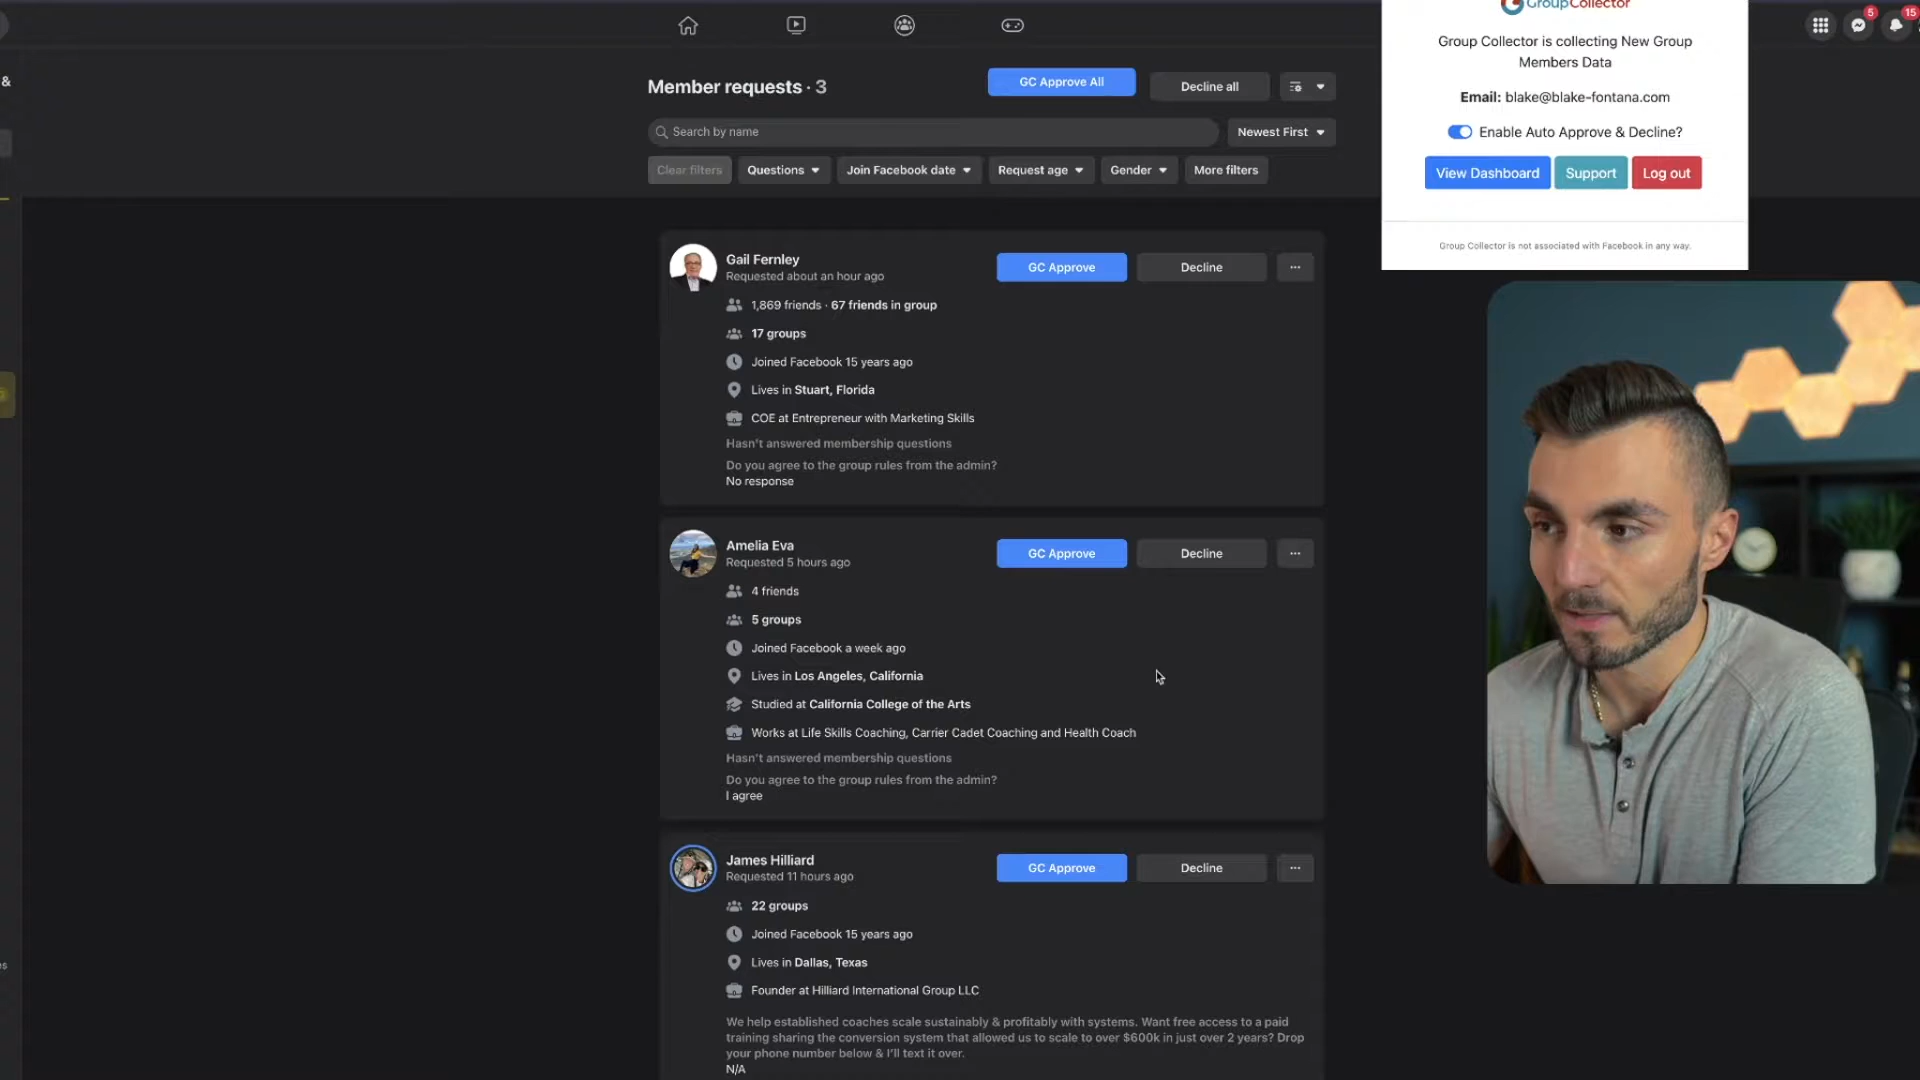 GroupCollector
5
15
Group Collector is collecting New Group
Members Data
Email: blake@blake-fontana.com
Enable Auto Approve & Decline?
View Dashboard
Support
Log out
Group Collector is not associated with Facebook in any way.
&
Member requests · 3
GC Approve All
Decline all
Search by name
Newest First
Clear filters
Questions
Join Facebook date
Request age
Gender
More filters
Gail Fernley
Requested about an hour ago
GC Approve
Decline
1,869 friends · 67 friends in group
17 groups
Joined Facebook 15 years ago
Lives in Stuart, Florida
COE at Entrepreneur with Marketing Skills
Hasn't answered membership questions
Do you agree to the group rules from the admin?
No response
Amelia Eva
Requested 5 hours ago
GC Approve
Decline
4 friends
5 groups
Joined Facebook a week ago
Lives in Los Angeles, California
Studied at California College of the Arts
Works at Life Skills Coaching, Carrier Cadet Coaching and Health Coach
Hasn't answered membership questions
Do you agree to the group rules from the admin?
I agree
James Hilliard
Requested 11 hours ago
GC Approve
Decline
22 groups
Joined Facebook 15 years ago
Lives in Dallas, Texas
Founder at Hilliard International Group LLC
We help established coaches scale sustainably & profitably with systems. Want free access to a paid
training sharing the conversion system that allowed us to scale to over $600k in just over 2 years? Drop
your phone number below & I'll text it over.
N/A